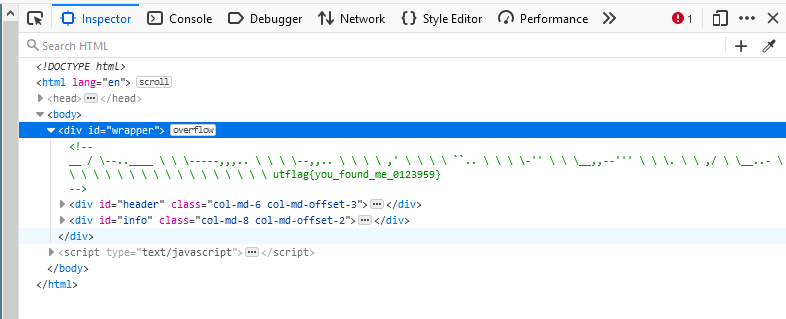 Inspector Console Debugger Network Style Editor Performance 1
Search HTML
<!DOCTYPE html>
<html lang="en"> scroll
<head> ··· </head>
<body>
<div id="wrapper"> overflow
<!--
__ / \--..____ \ \ \-----,,,.. \ \ \ \--,,.. \ \ \ \ ,' \ \ \ \ ``.. \ \ \ \-'' \ \ \__,,--''' \ \ \. \ \ ,/ \ \__..- \
\ \ \ \ \ \ \ \ \ \ \ \ \ \ \ \ \ utflag{you_found_me_0123959}
-->
<div id="header" class="col-md-6 col-md-offset-3"> ··· </div>
<div id="info" class="col-md-8 col-md-offset-2"> ··· </div>
</div>
<script type="text/javascript"> ··· </script>
</body>
</html>